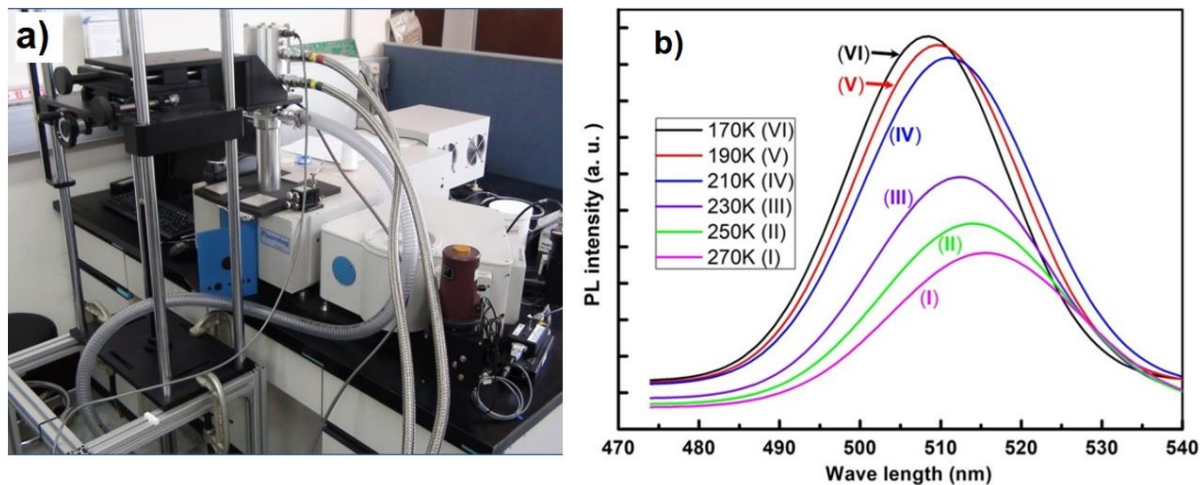 a)
Fluorolog
b)
(VI)
(V)
(IV)
(III)
(II)
(I)
170K (VI)
190K (V)
210K (IV)
230K (III)
250K (II)
270K (I)
PL intensity (a. u. )
470 480 490 500 510 520 530 540
Wave length (nm)